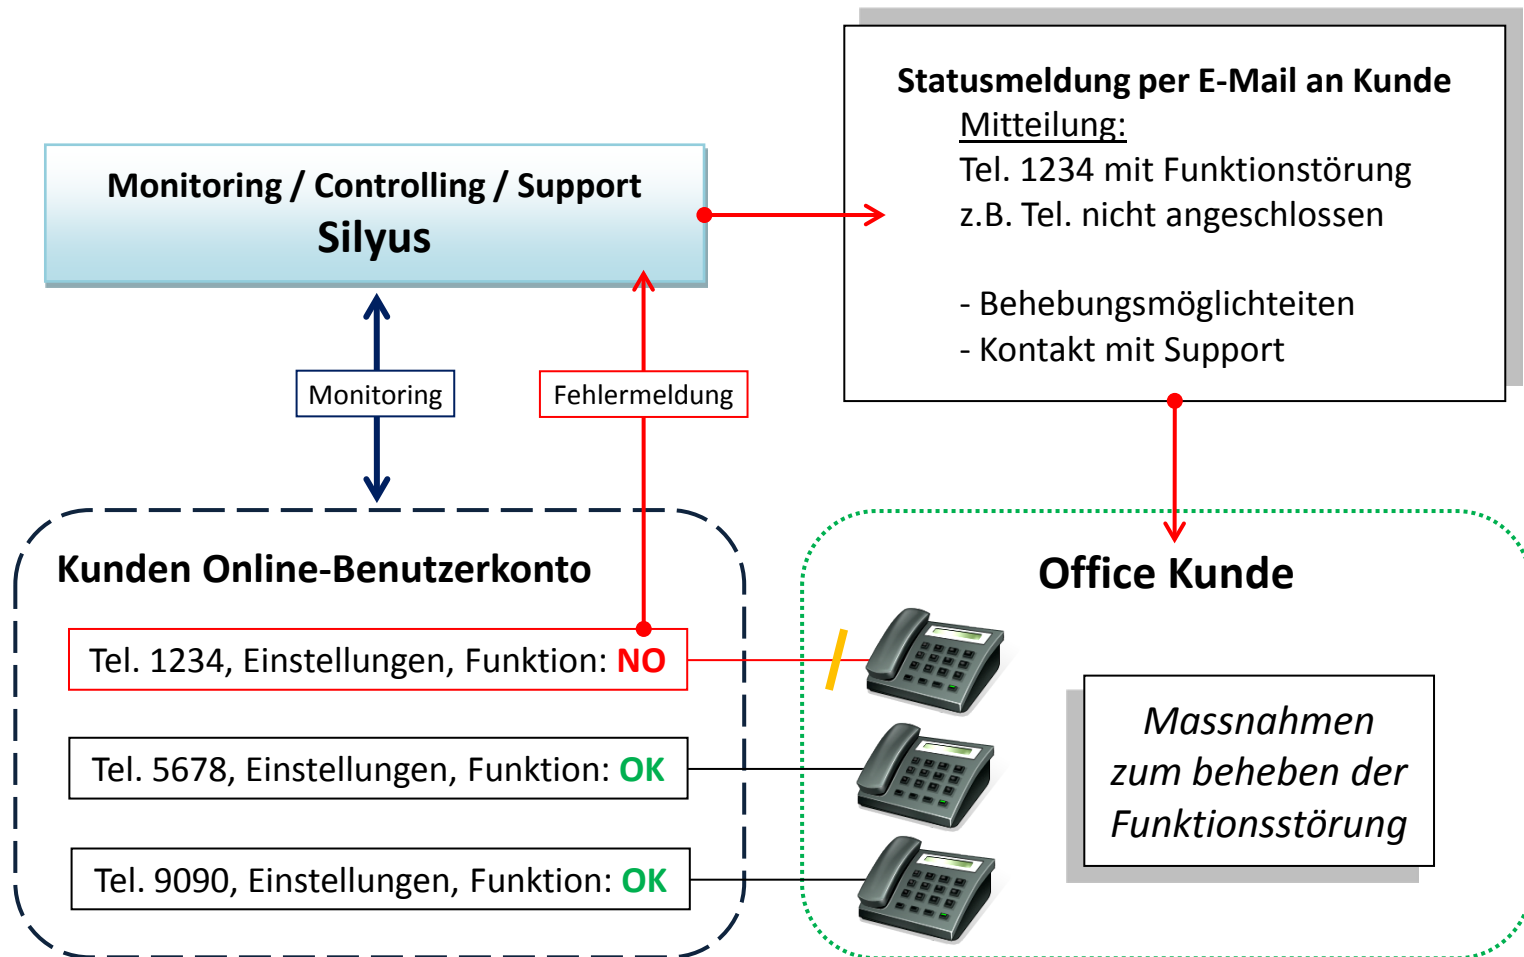 Statusmeldung per E-Mail an Kunde
Mitteilung:
Tel. 1234 mit Funktionstörung
z.B. Tel. nicht angeschlossen
- Behebungsmöglichteiten
- Kontakt mit Support
Monitoring / Controlling / Support
Silyus
Monitoring
Fehlermeldung
Kunden Online-Benutzerkonto
Tel. 1234, Einstellungen, Funktion: NO
Tel. 5678, Einstellungen, Funktion: OK
Tel. 9090, Einstellungen, Funktion: OK
Office Kunde
Massnahmen
zum beheben der
Funktionsstörung